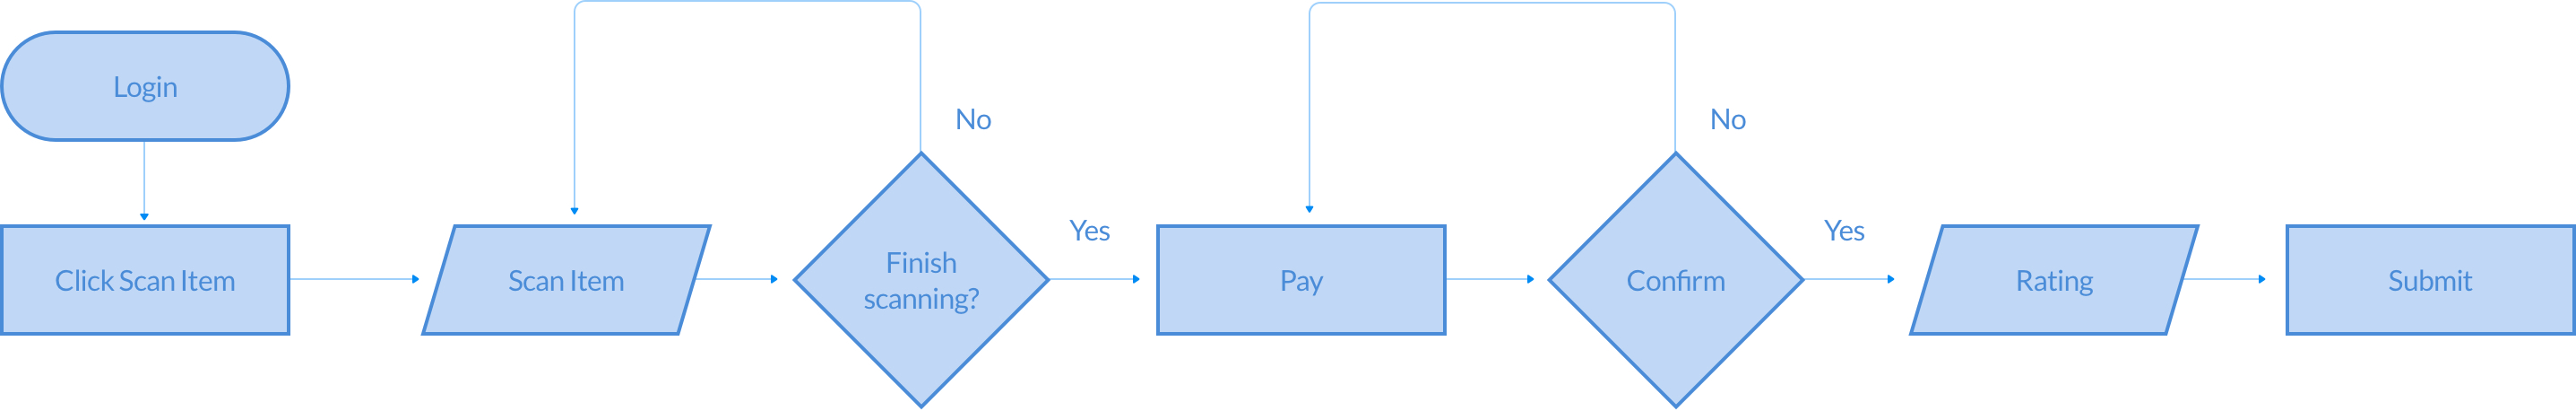 Login
No
No
Yes
Yes
Click Scan Item
Scan Item
Finish
scanning?
Pay
Confirm
Rating
Submit